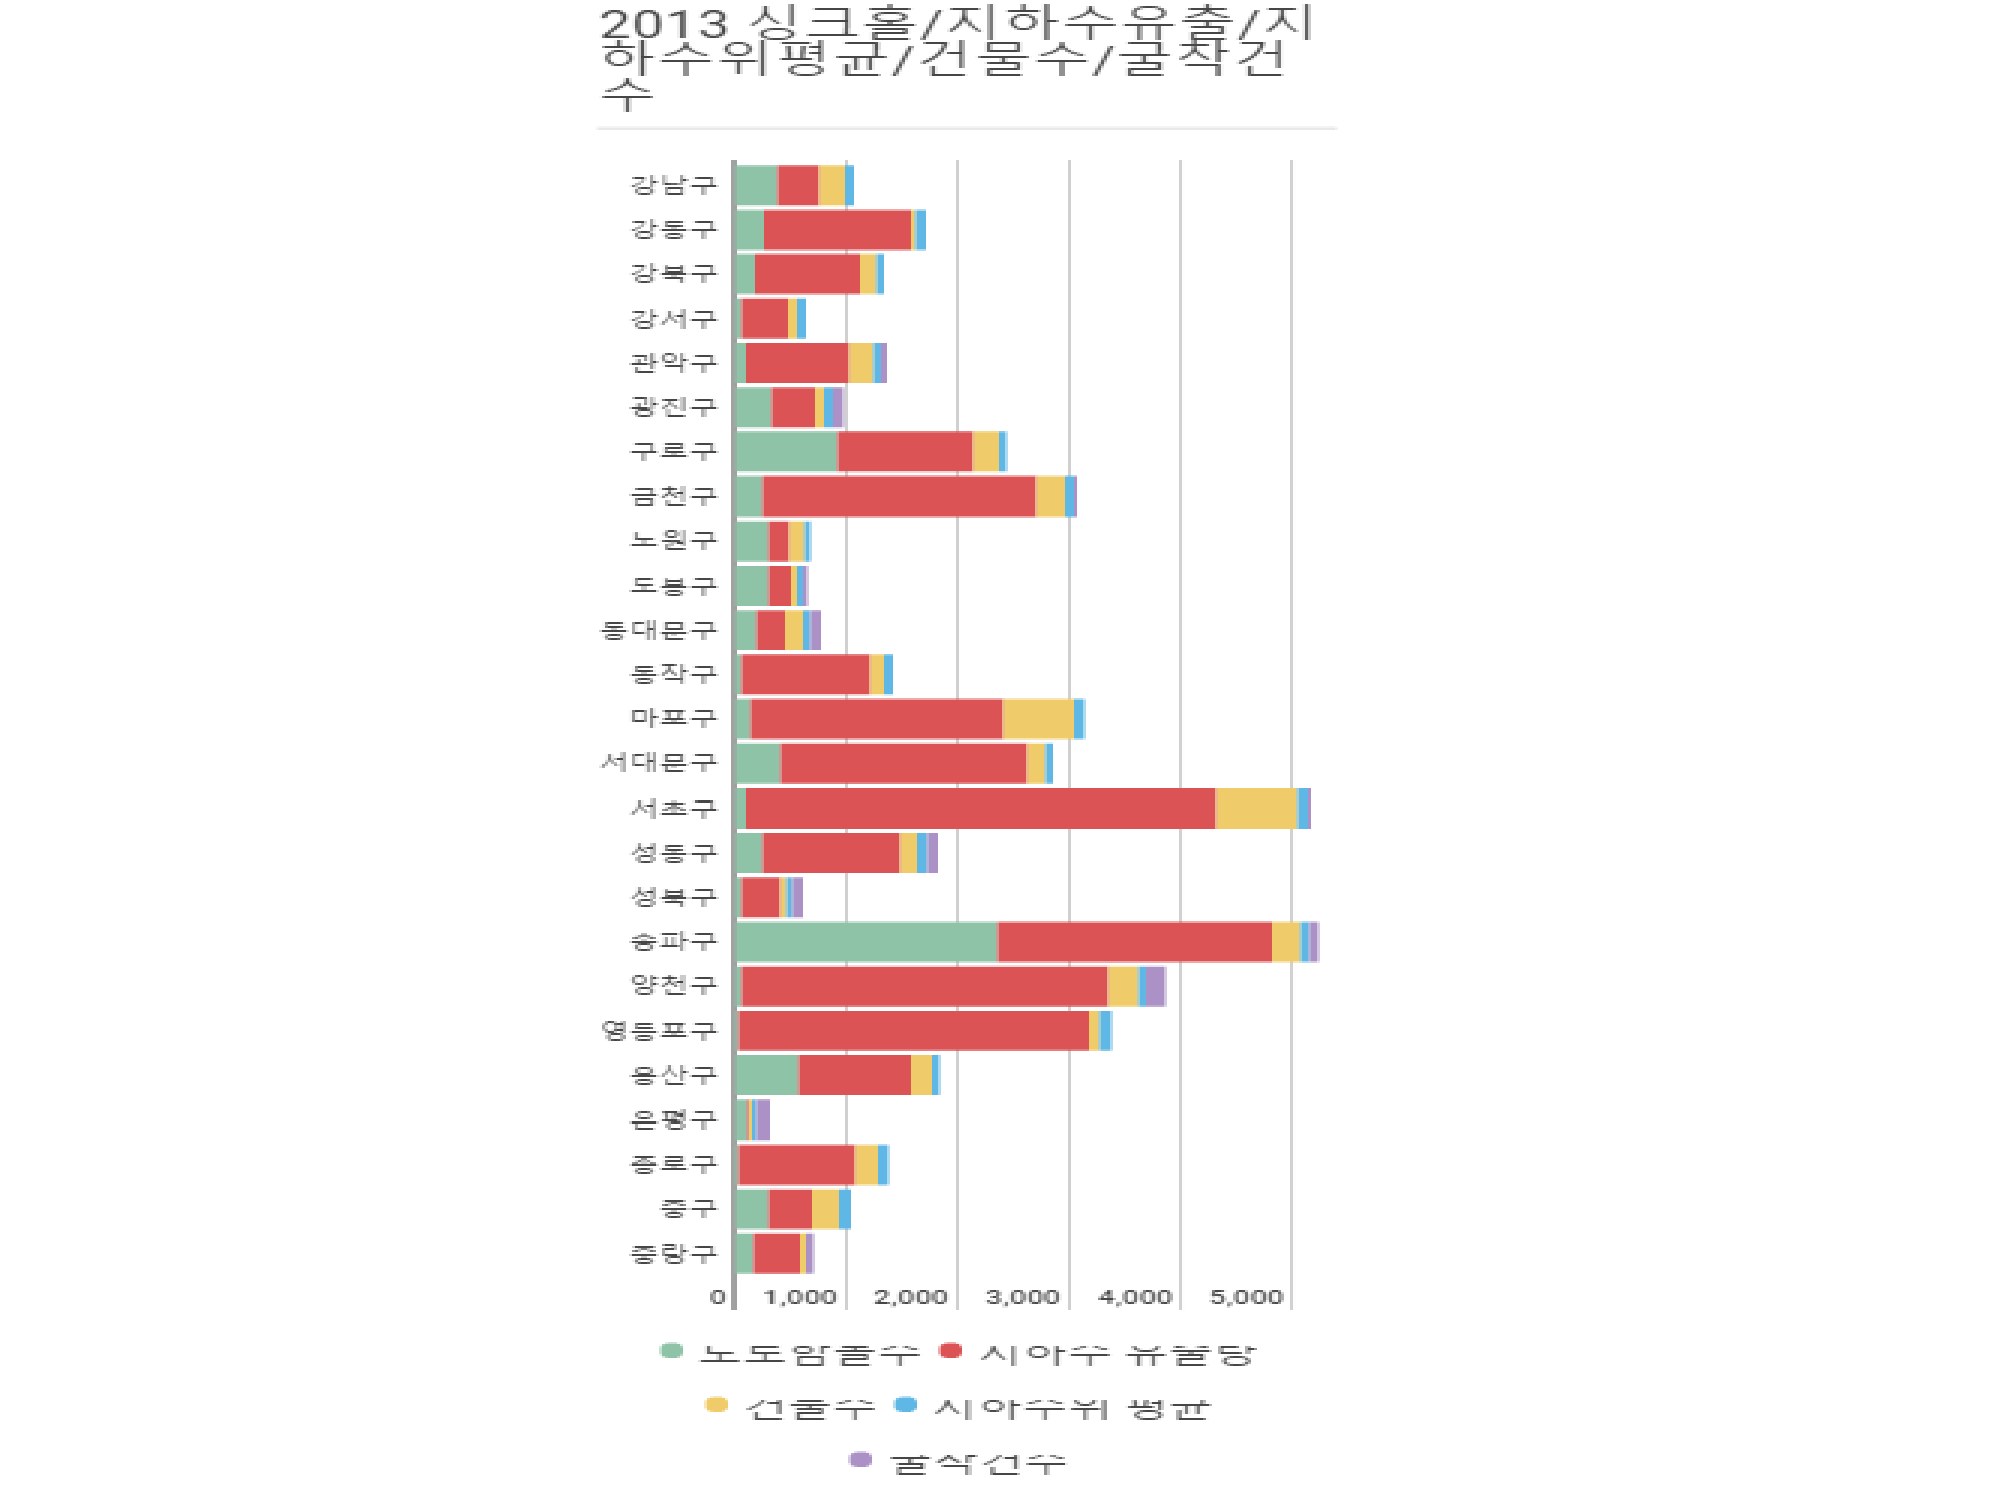 2013 싱크홀/지하수유출/지
하수위평균/건물수/굴착건
수
강남구
강동구
강북구
강서구
관악구
광진구
구로구
금천구
노원구
도봉구
동대문구
동작구
마포구
서대문구
서초구
성동구
성북구
송파구
양천구
영등포구
용산구
은평구
종로구
중구
중랑구
0 1,000 2,000 3,000 4,000 5,000
도로함몰수 지하수 유출량
건물수 지하수위 평균
굴착건수